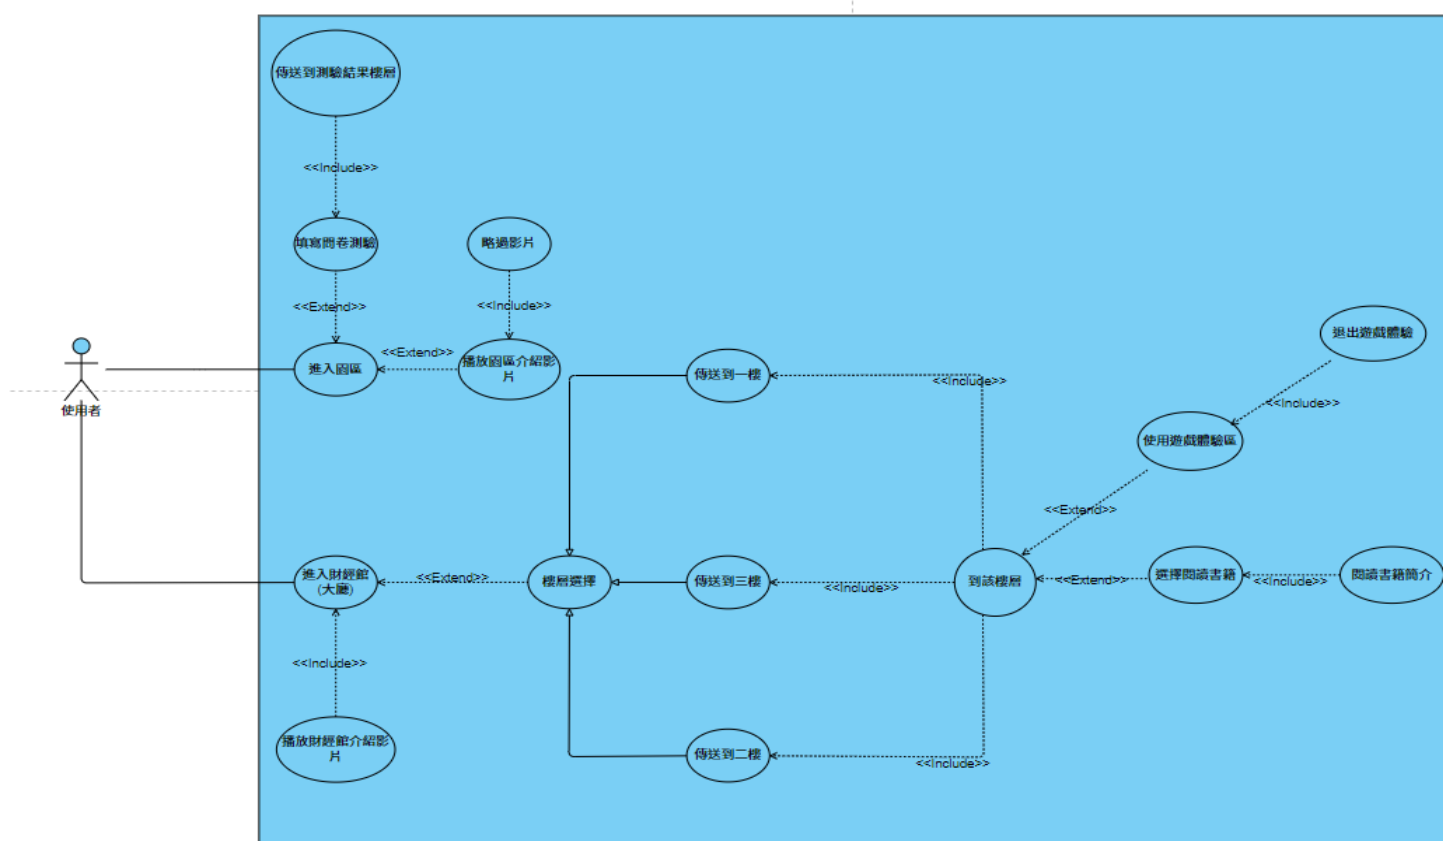 傳送到測驗結果樓層
<<Include>>
填寫問卷測驗
略過影片
<<Extend>>
<<Include>>
退出遊戲體驗
進入園區
<<Extend>>
播放園區介紹影
片
傳送到一樓
<<Include>>
<<Include>>
使用者
使用遊戲體驗區
<<Extend>>
進入財經館
(大廳)
<<Extend>>
樓層選擇
傳送到三樓
<<Include>>
到該樓層
<<Extend>>
選擇閱讀書籍
<<Include>>
閱讀書籍簡介
<<Include>>
播放財經館介紹影
片
傳送到二樓
<<Include>>